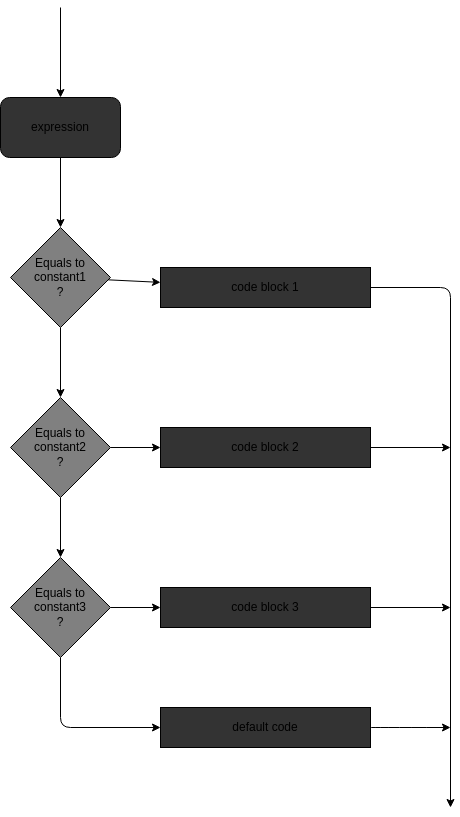 expression
Equals to
constant1
?
code block 1
Equals to
constant2
?
code block 2
Equals to
constant3
?
code block 3
default code